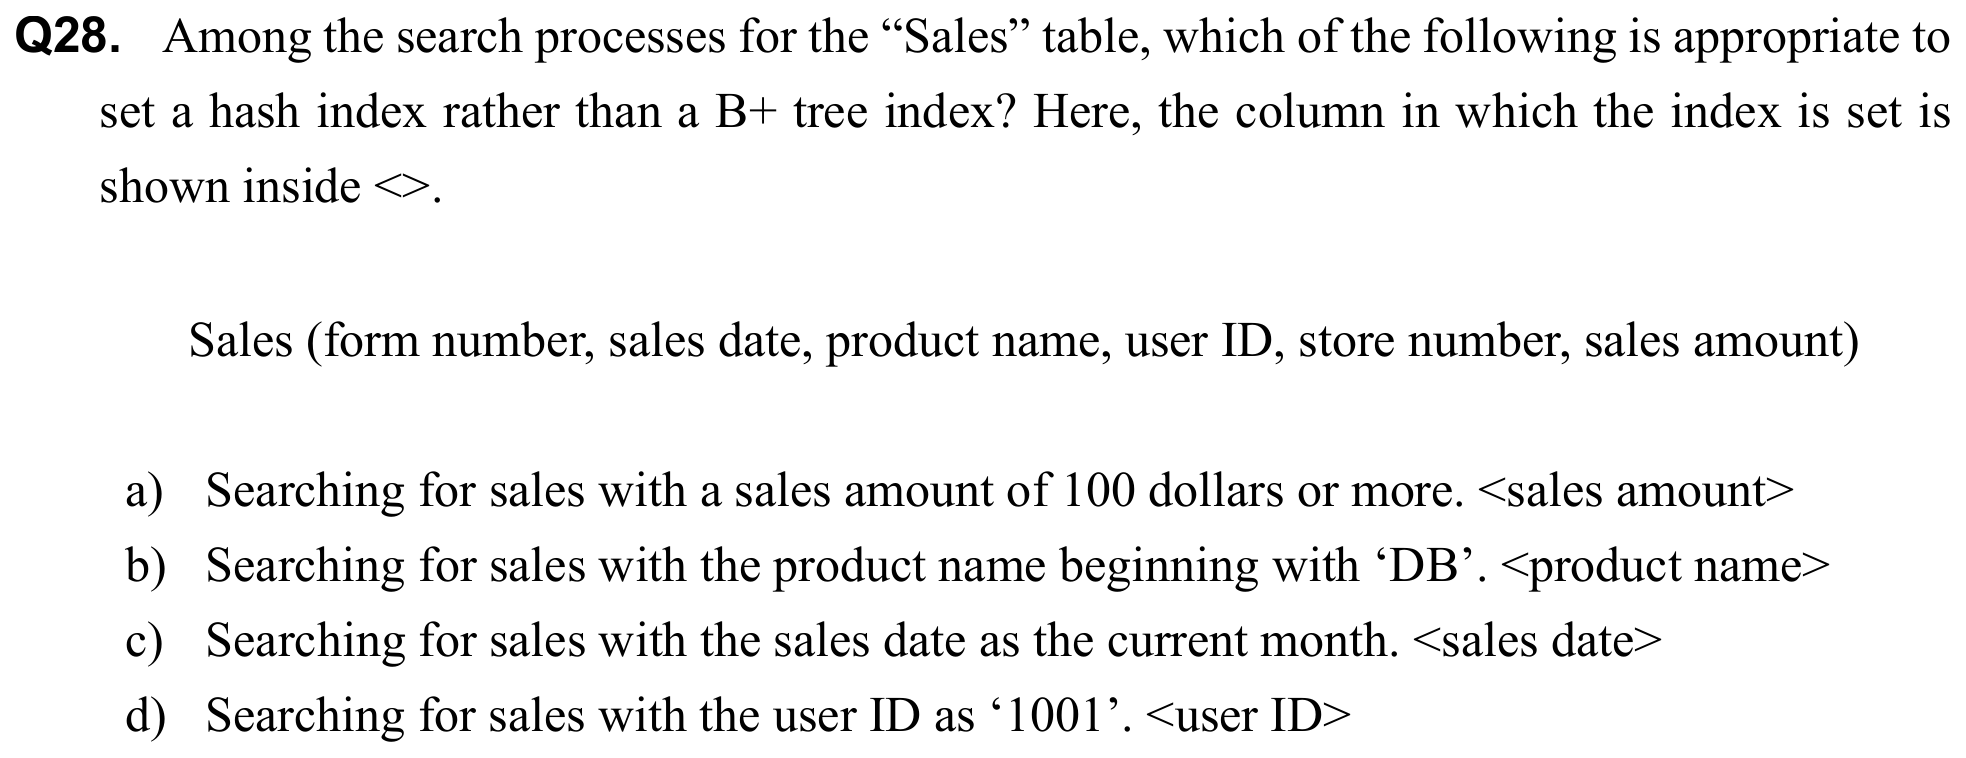 Q28. Among the search processes for the “Sales” table, which of the following is appropriate to
set a hash index rather than a B+ tree index? Here, the column in which the index is set is
shown inside <>.
Sales (form number, sales date, product name, user ID, store number, sales amount)
a) Searching for sales with a sales amount of 100 dollars or more. <sales amount>
b) Searching for sales with the product name beginning with ‘DB’. <product name>
c) Searching for sales with the sales date as the current month. <sales date>
d) Searching for sales with the user ID as ‘1001’. <user ID>